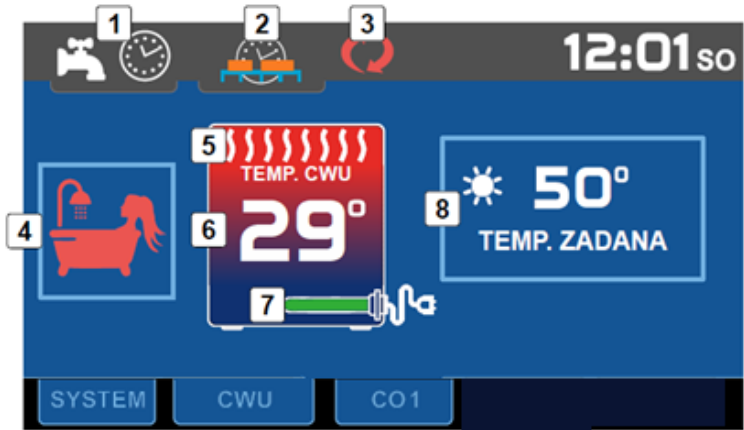 1
2
3
12:01 SO
5
TEMP. CWU
4
6
29°
8
50°
TEMP. ZADANA
7
SYSTEM
CWU
CO1